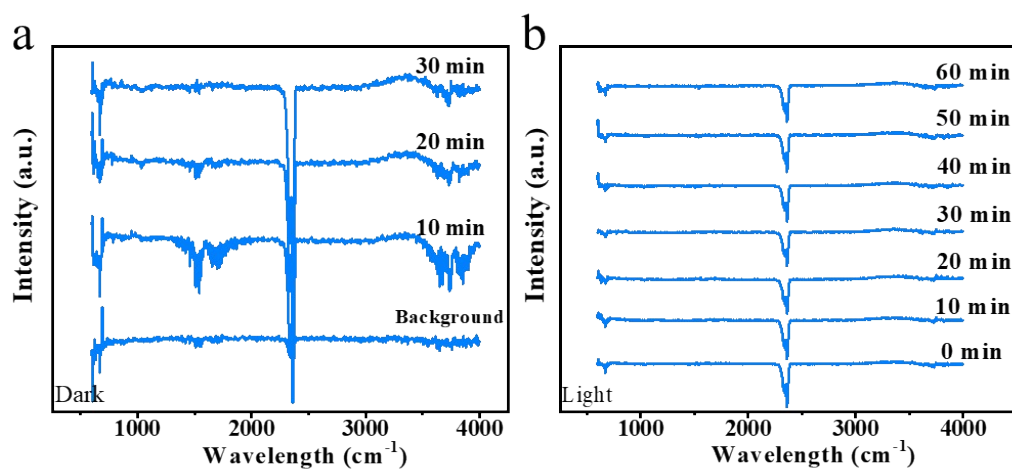 a
Intensity (a.u.)
30 min
20 min
10 min
Background
Dark
1000 2000 3000 4000
Wavelength (cm⁻¹)
b
Intensity (a.u.)
60 min
50 min
40 min
30 min
20 min
10 min
0 min
Light
1000 2000 3000 4000
Wavelength (cm⁻¹)